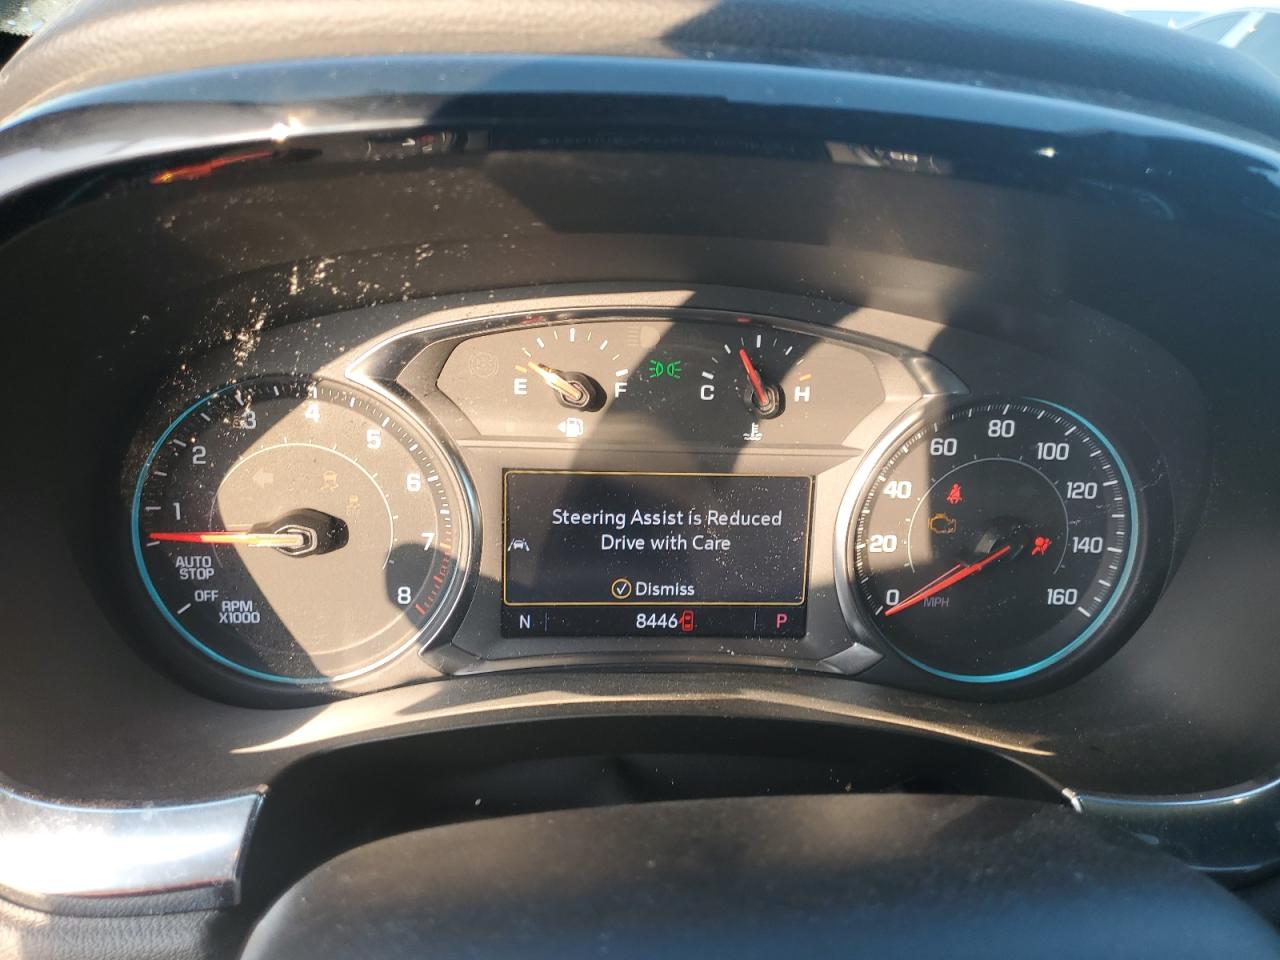 E F
C H
1 2 3 4 5 6 7 8
AUTO
STOP
OFF
RPM
X1000
Steering Assist is Reduced
Drive with Care
Dismiss
N 8446 P
0 20 40 60 80 100 120 140 160
MPH